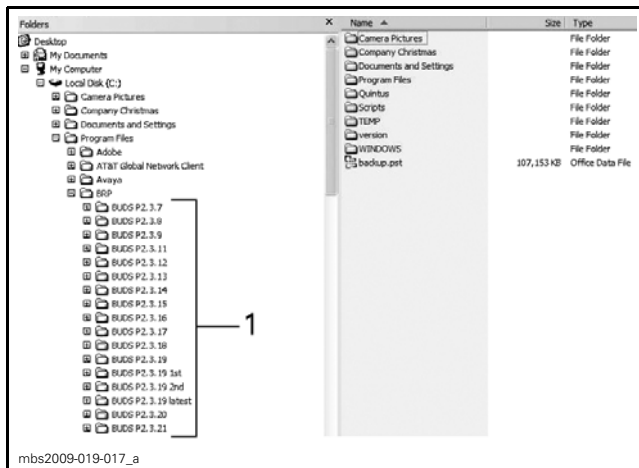 Folders
Desktop
My Documents
My Computer
Local Disk (C:)
Camera Pictures
Company Christmas
Documents and Settings
Program Files
Adobe
AT&T Global Network Client
Avaya
BRP
BUDS P2.3.7
BUDS P2.3.8
BUDS P2.3.9
BUDS P2.3.11
BUDS P2.3.12
BUDS P2.3.13
BUDS P2.3.14
BUDS P2.3.15
BUDS P2.3.16
BUDS P2.3.17
BUDS P2.3.18
BUDS P2.3.19
BUDS P2.3.19 1st
BUDS P2.3.19 2nd
BUDS P2.3.19 latest
BUDS P2.3.20
BUDS P2.3.21
1
Name Size Type
Camera Pictures File Folder
Company Christmas File Folder
Documents and Settings File Folder
Program Files File Folder
Quintus File Folder
Scripts File Folder
TEMP File Folder
version File Folder
WINDOWS File Folder
backup.pst 107,153 KB Office Data File
mbs2009-019-017_a